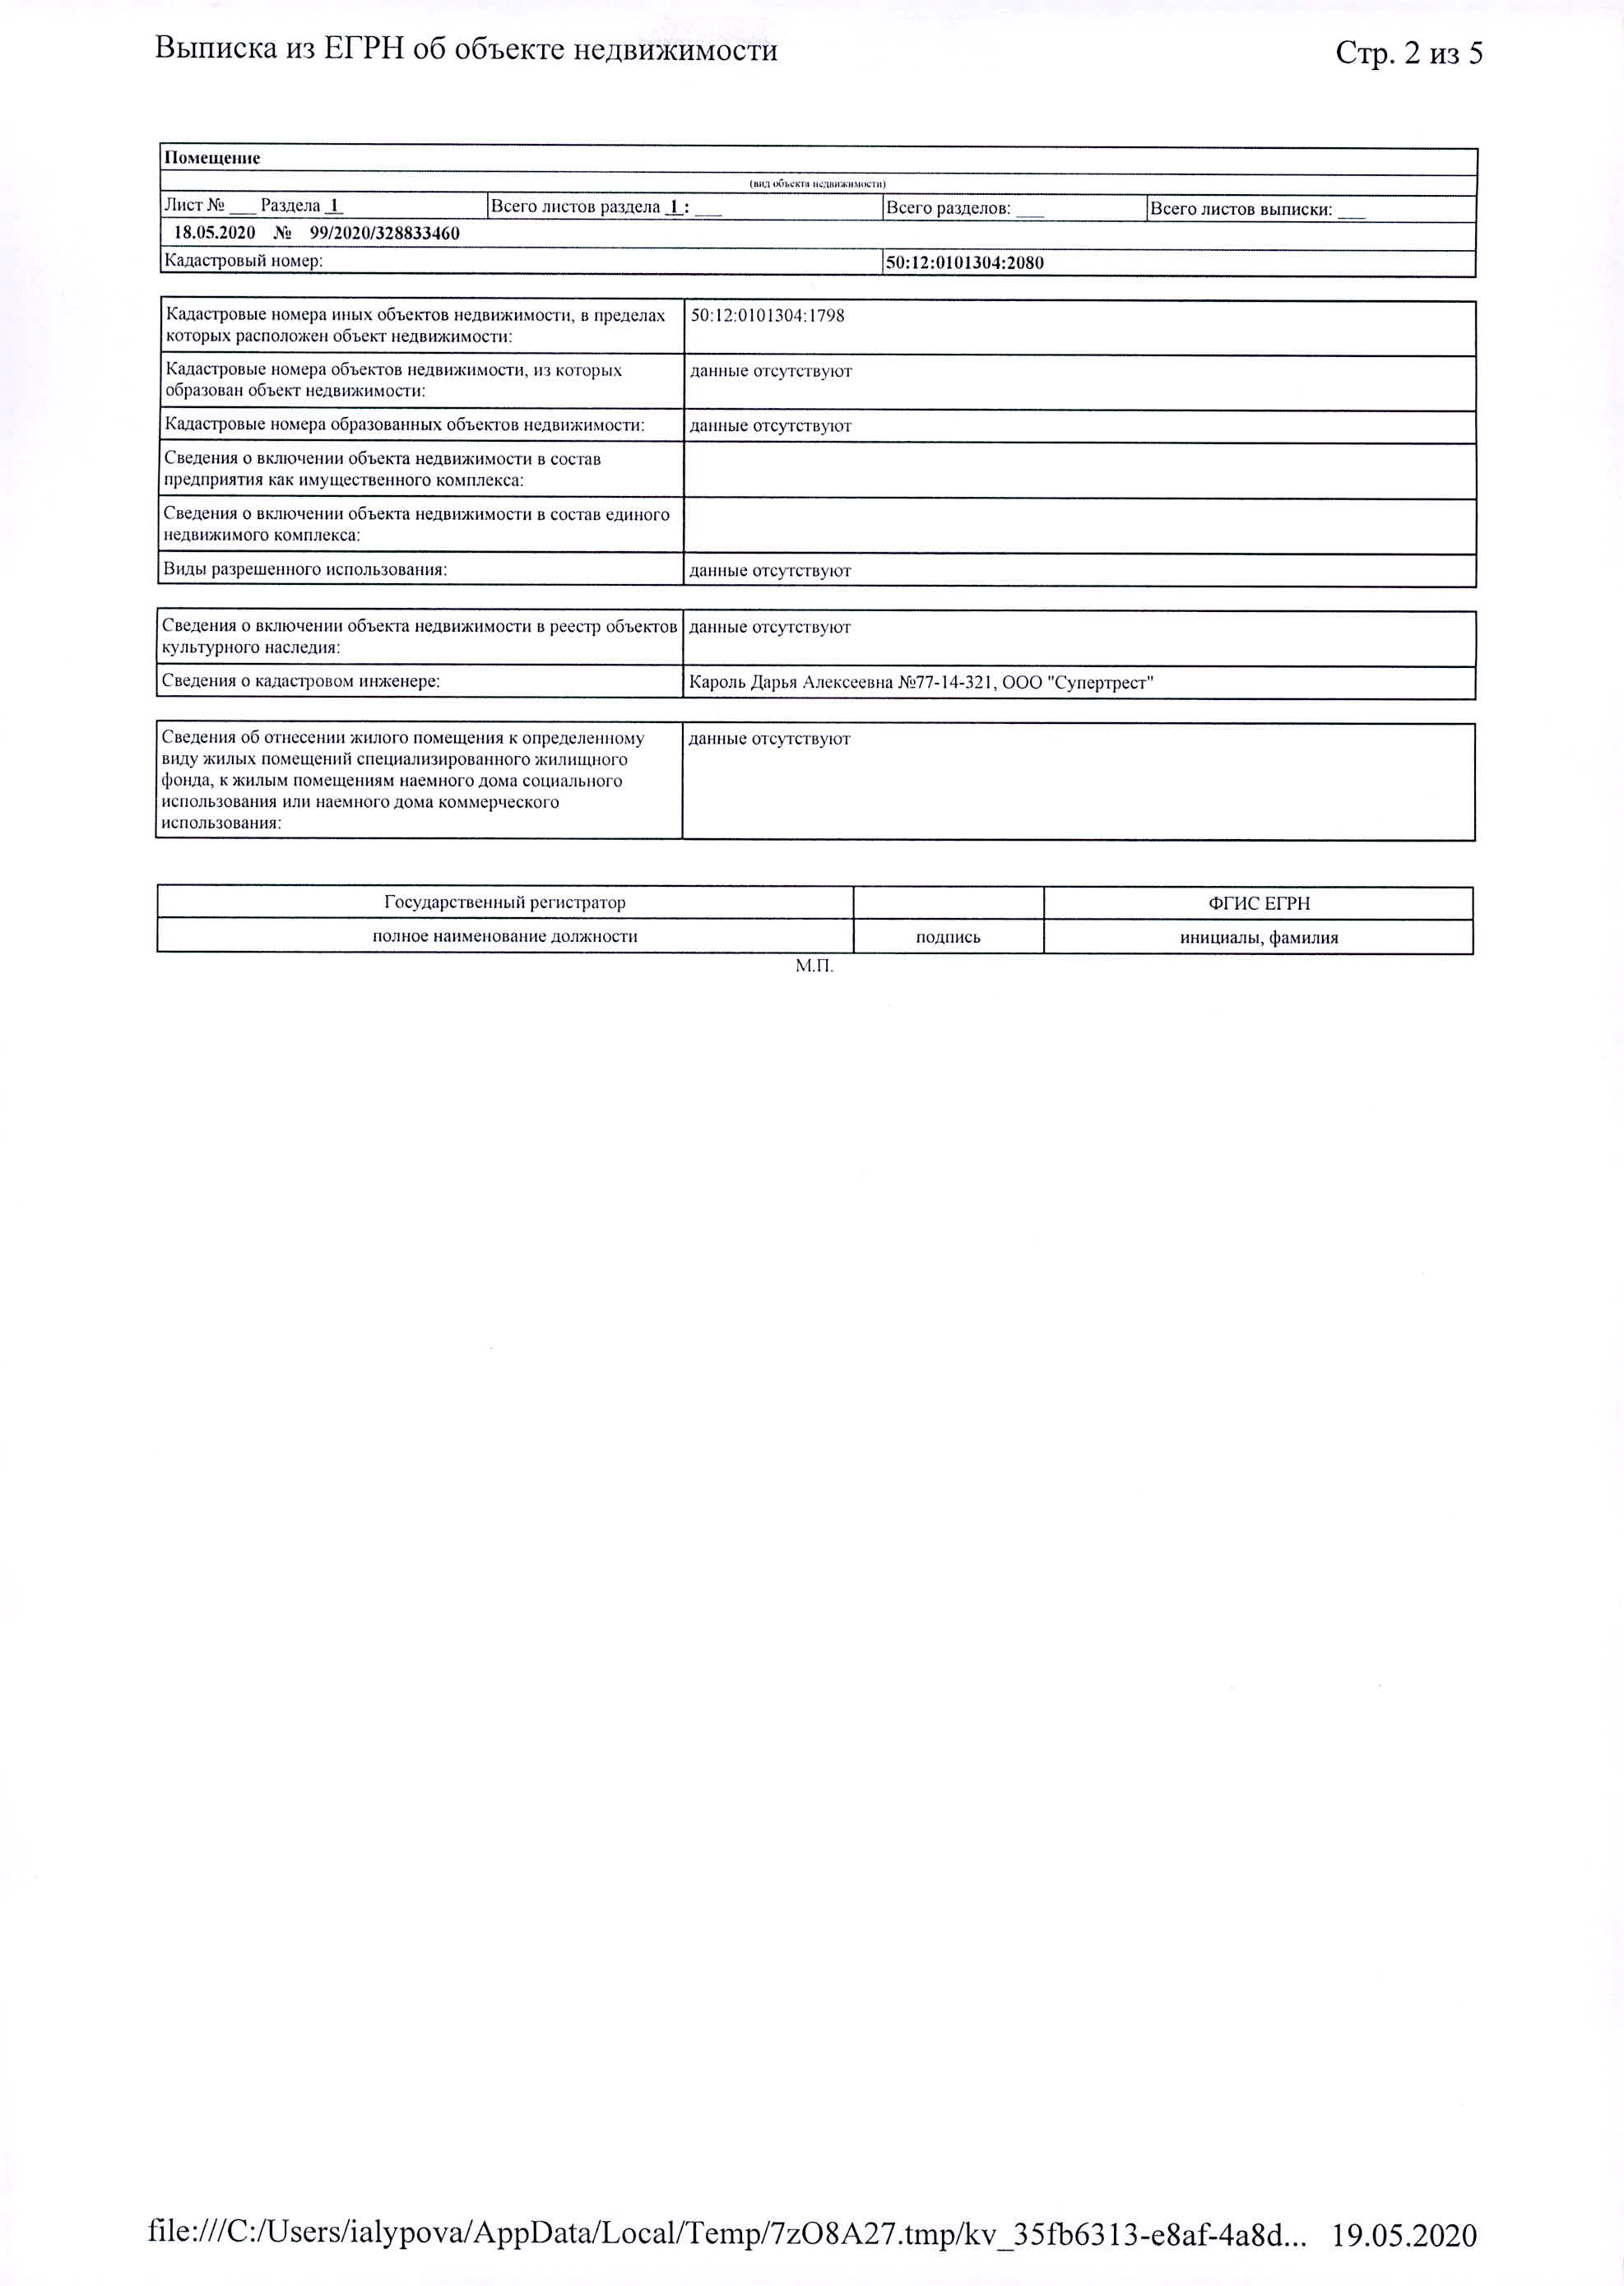 Выписка из ЕГРН об объекте недвижимости Стр. 2 из 5
Помещение
(вид объекта недвижимости)
Лист № ___ Раздела 1 Всего листов раздела 1 : ___ Всего разделов: ___ Всего листов выписки: ___
18.05.2020 № 99/2020/328833460
Кадастровый номер: 50:12:0101304:2080
Кадастровые номера иных объектов недвижимости, в пределах 50:12:0101304:1798
которых расположен объект недвижимости:
Кадастровые номера объектов недвижимости, из которых данные отсутствуют
образован объект недвижимости:
Кадастровые номера образованных объектов недвижимости: данные отсутствуют
Сведения о включении объекта недвижимости в состав
предприятия как имущественного комплекса:
Сведения о включении объекта недвижимости в состав единого
недвижимого комплекса:
Виды разрешенного использования: данные отсутствуют
Сведения о включении объекта недвижимости в реестр объектов данные отсутствуют
культурного наследия:
Сведения о кадастровом инженере: Кароль Дарья Алексеевна №77-14-321, ООО "Супертрест"
Сведения об отнесении жилого помещения к определенному данные отсутствуют
виду жилых помещений специализированного жилищного
фонда, к жилым помещениям наемного дома социального
использования или наемного дома коммерческого
использования:
Государственный регистратор ФГИС ЕГРН
полное наименование должности подпись инициалы, фамилия
М.П.
file:///C:/Users/ialypova/AppData/Local/Temp/7zO8A27.tmp/kv_35fb6313-e8af-4a8d... 19.05.2020